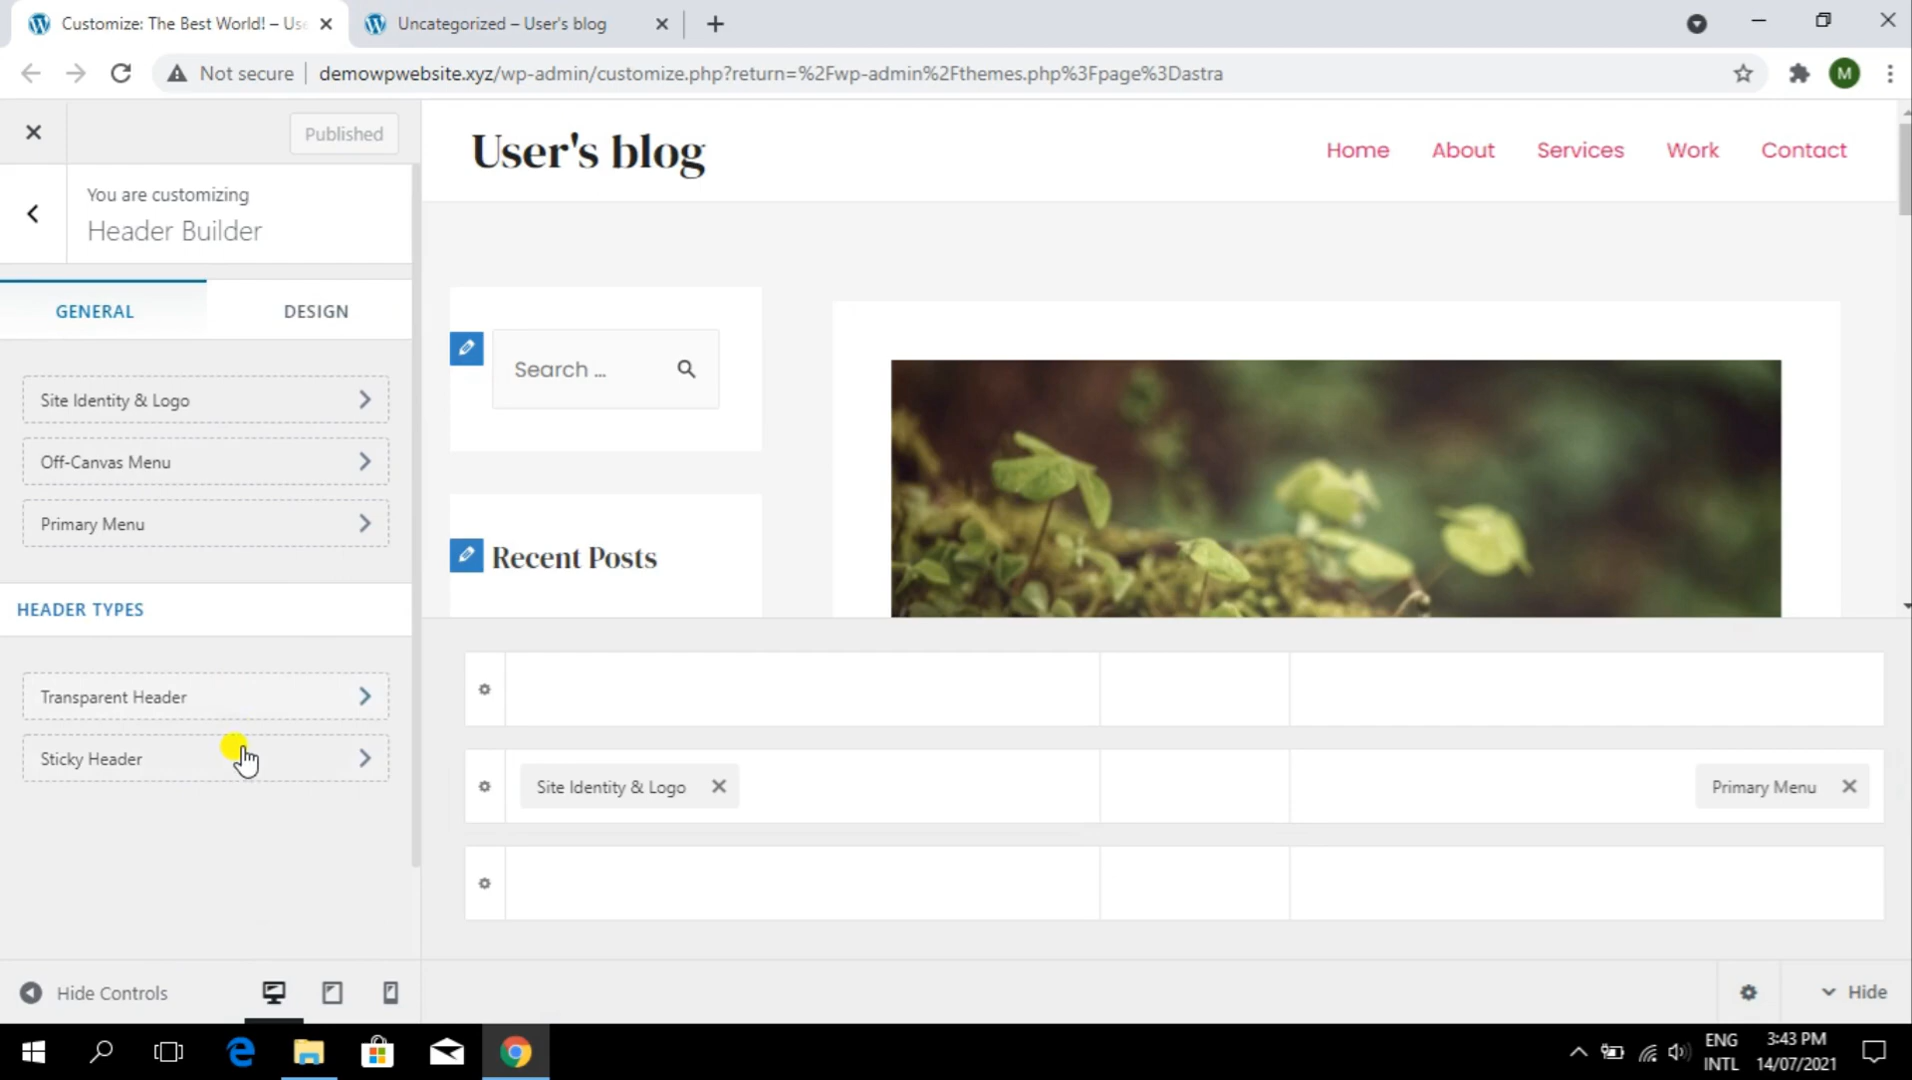 Customize: The Best World! – Use
Uncategorized – User's blog
Not secure
demowpwebsite.xyz/wp-admin/customize.php?return=%2Fwp-admin%2Fthemes.php%3Fpage%3Dastra
M
Published
You are customizing
Header Builder
GENERAL
DESIGN
Site Identity & Logo
Off-Canvas Menu
Primary Menu
HEADER TYPES
Transparent Header
Sticky Header
Hide Controls
User's blog
Home
About
Services
Work
Contact
Search ...
Recent Posts
Site Identity & Logo
Primary Menu
Hide
ENG
INTL
3:43 PM
14/07/2021